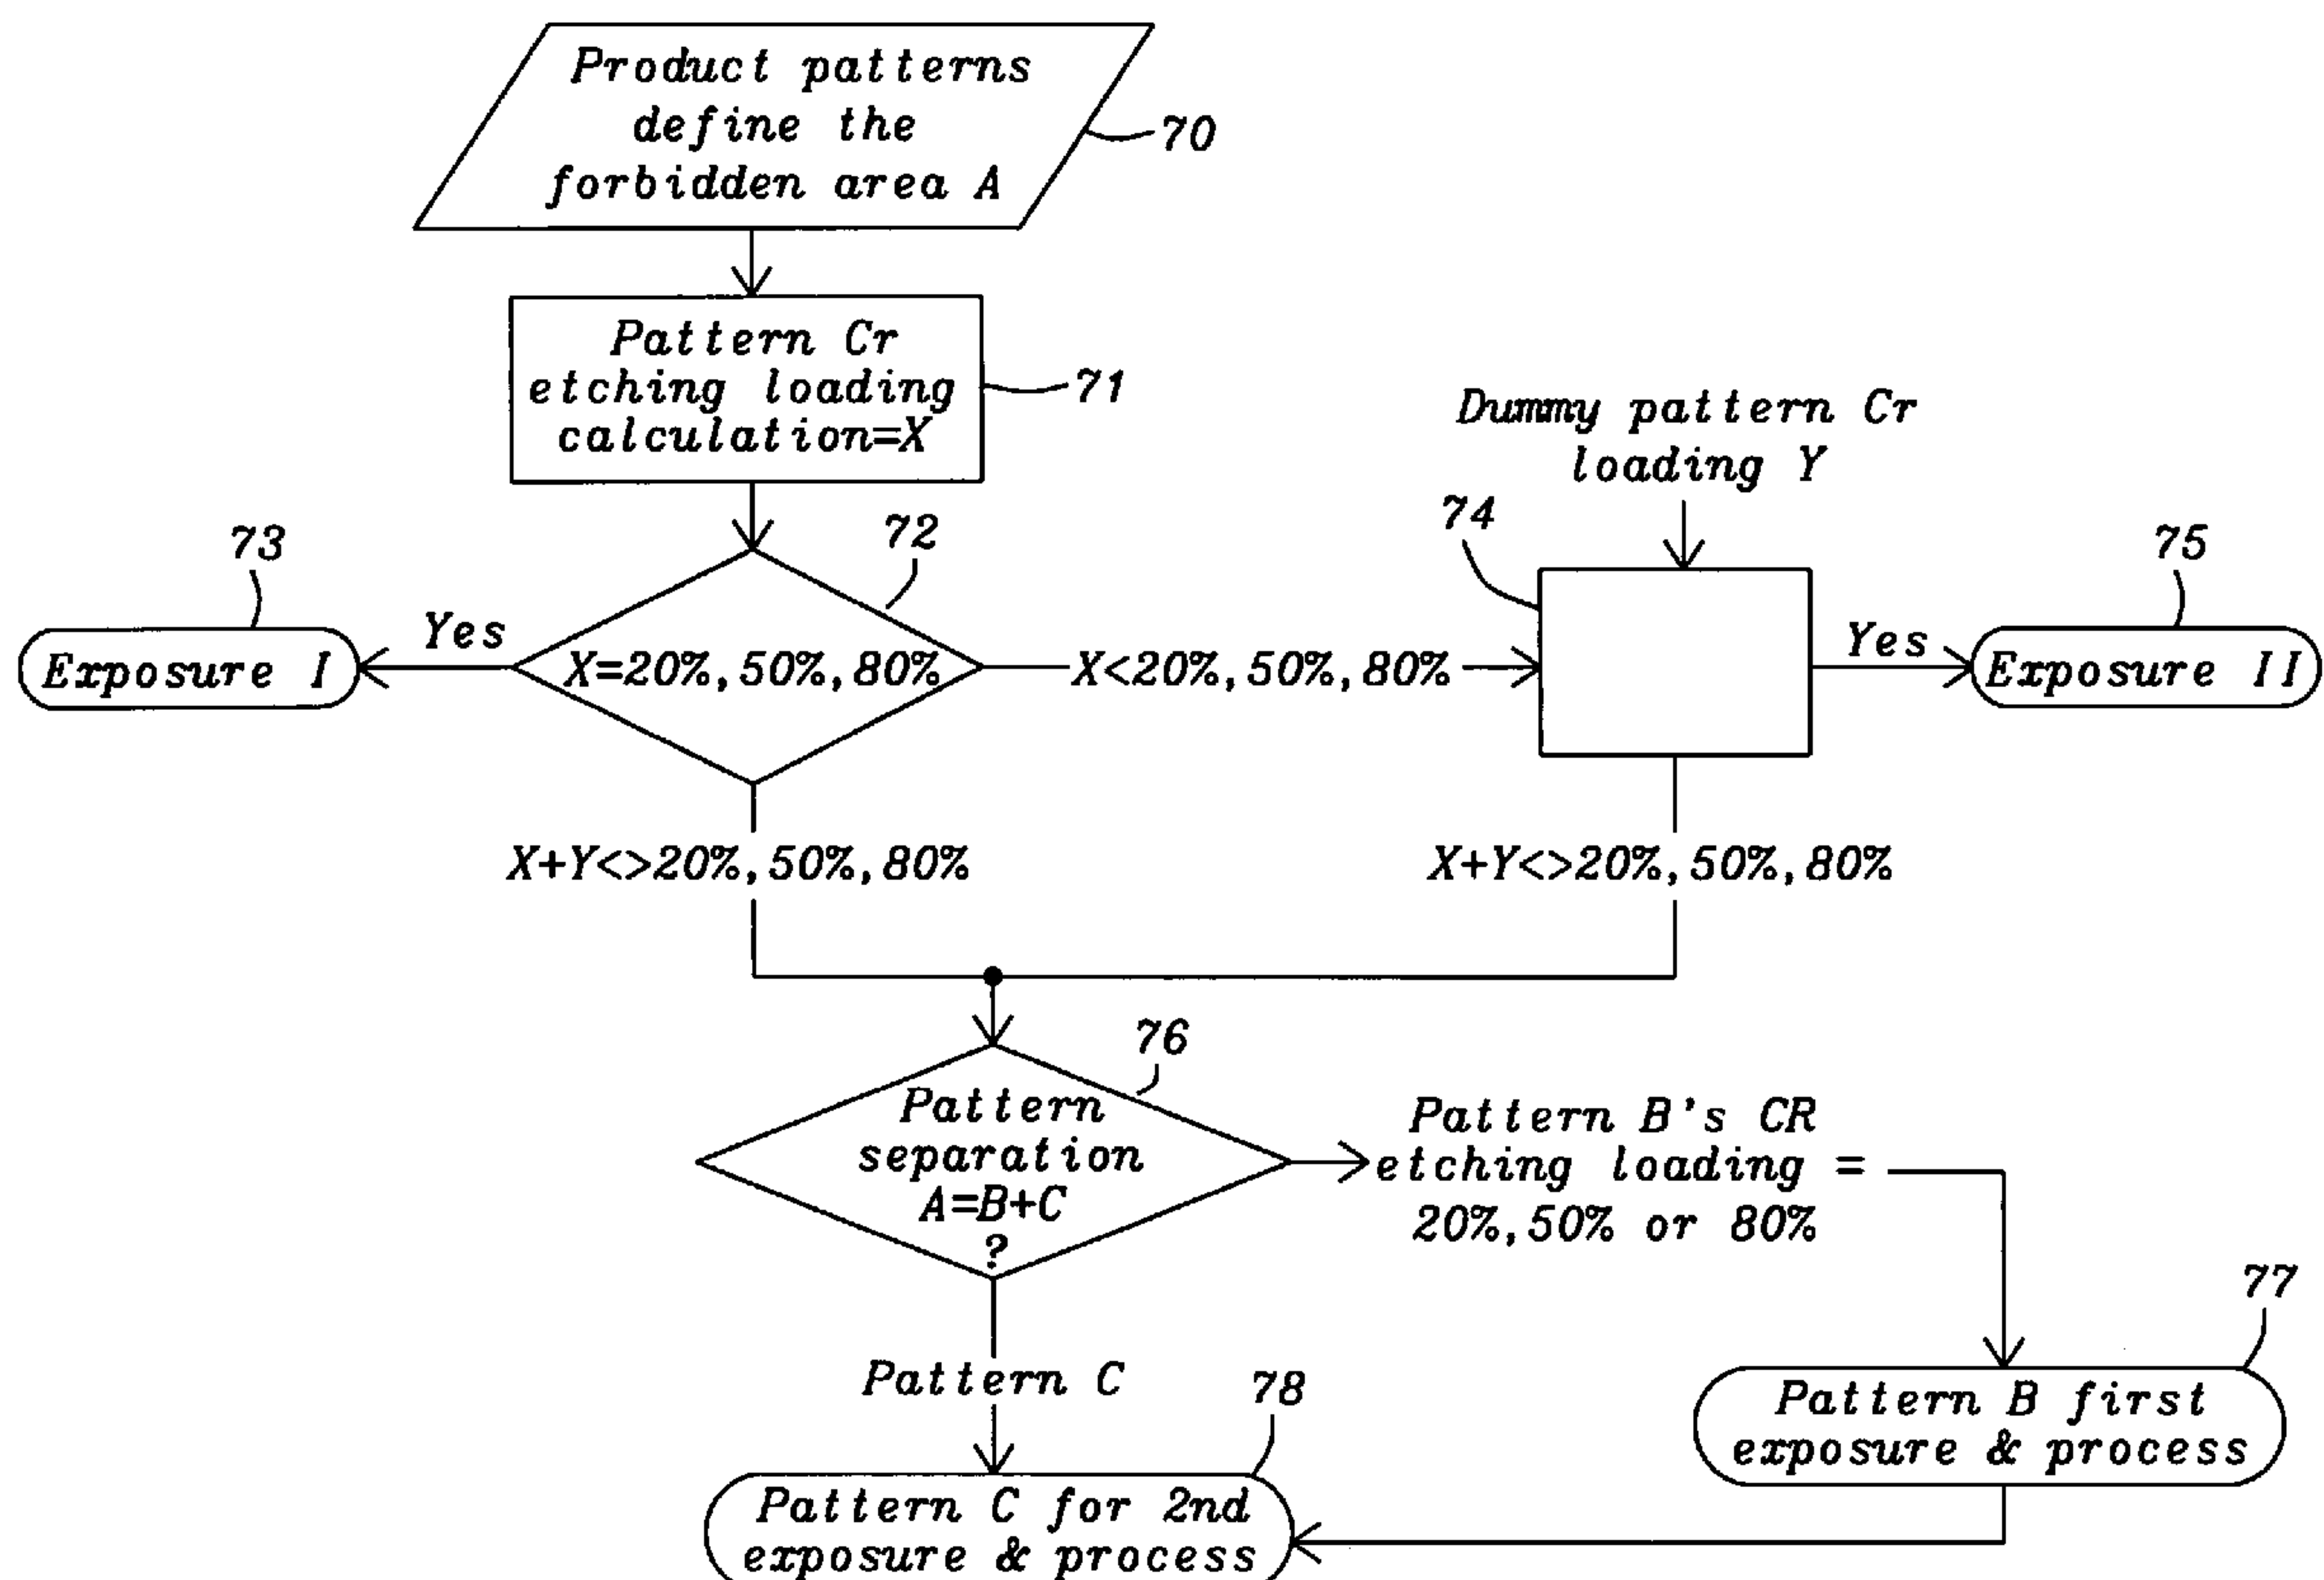 Product patterns
define the
forbidden area A
70
Pattern Cr
etching loading
calculation=X
71
Dummy pattern Cr
loading Y
73
72
74
75
Exposure I
Yes
X=20%,50%,80%
X<20%,50%,80%
Yes
Exposure II
X+Y<>20%,50%,80%
X+Y<>20%,50%,80%
76
Pattern
separation
A=B+C
?
Pattern B's CR
etching loading =
20%,50% or 80%
77
Pattern C
78
Pattern B first
exposure & process
Pattern C for 2nd
exposure & process